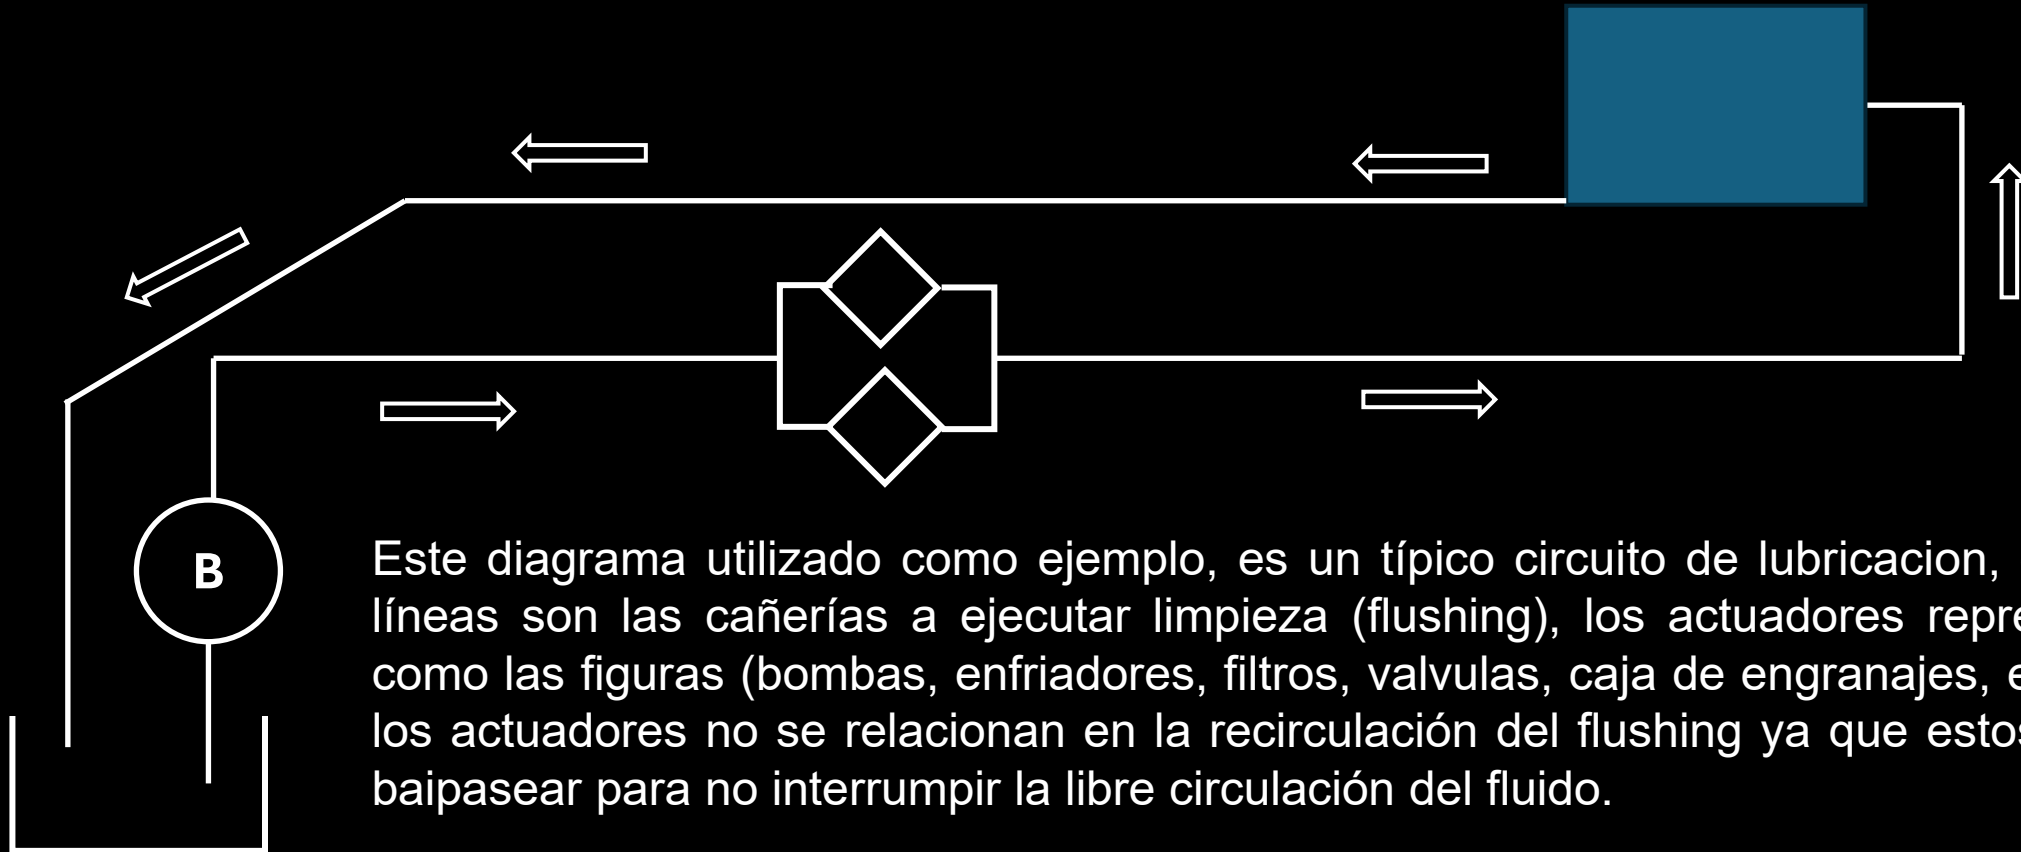 B
Este diagrama utilizado como ejemplo, es un típico circuito de lubricacion,
líneas son las cañerías a ejecutar limpieza (flushing), los actuadores
como las figuras (bombas, enfriadores, filtros, valvulas, caja de engranajes,
los actuadores no se relacionan en la recirculación del flushing ya que
baipasear para no interrumpir la libre circulación del fluido.